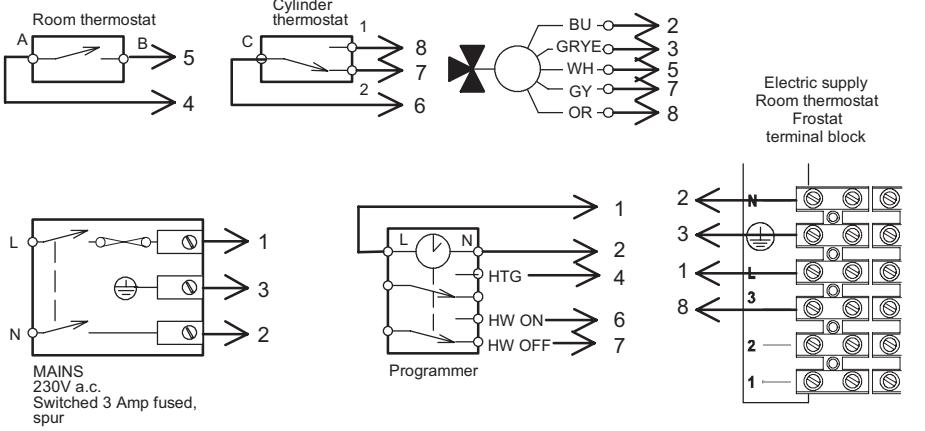 Room thermostat
A
B
5
4
Cylinder
thermostat
C
1
8
7
2
6
BU
2
GRYE
3
WH
5
GY
7
OR
8
Electric supply
Room thermostat
Frostat
terminal block
2
N
3
1
L
8
3
2
1
L
1
3
N
2
MAINS
230V a.c.
Switched 3 Amp fused,
spur
1
L
N
2
HTG
4
HW ON
6
HW OFF
7
Programmer